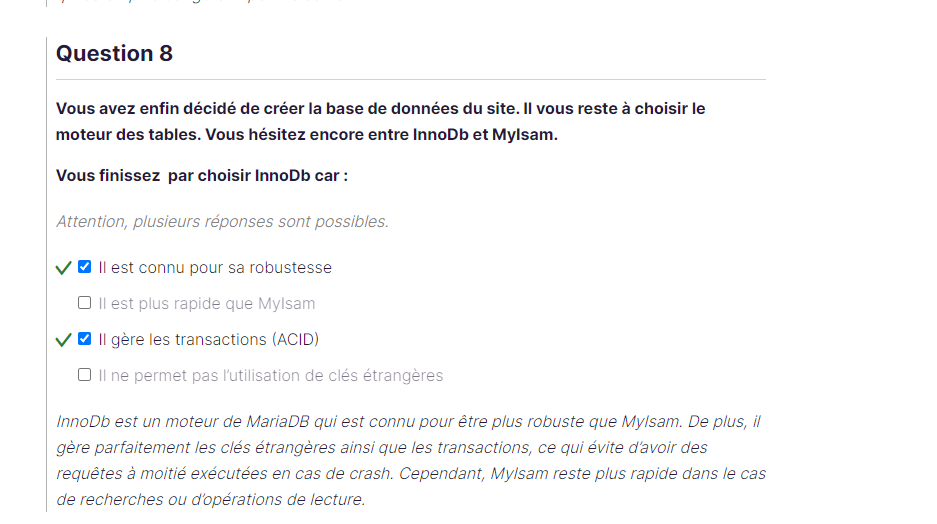 Question 8
Vous avez enfin décidé de créer la base de données du site. Il vous reste à choisir le
moteur des tables. Vous hésitez encore entre InnoDb et MyIsam.
Vous finissez  par choisir InnoDb car :
Attention, plusieurs réponses sont possibles.
Il est connu pour sa robustesse
Il est plus rapide que MyIsam
Il gère les transactions (ACID)
Il ne permet pas l’utilisation de clés étrangères
InnoDb est un moteur de MariaDB qui est connu pour être plus robuste que MyIsam. De plus, il
gère parfaitement les clés étrangères ainsi que les transactions, ce qui évite d’avoir des
requêtes à moitié exécutées en cas de crash. Cependant, MyIsam reste plus rapide dans le cas
de recherches ou d’opérations de lecture.